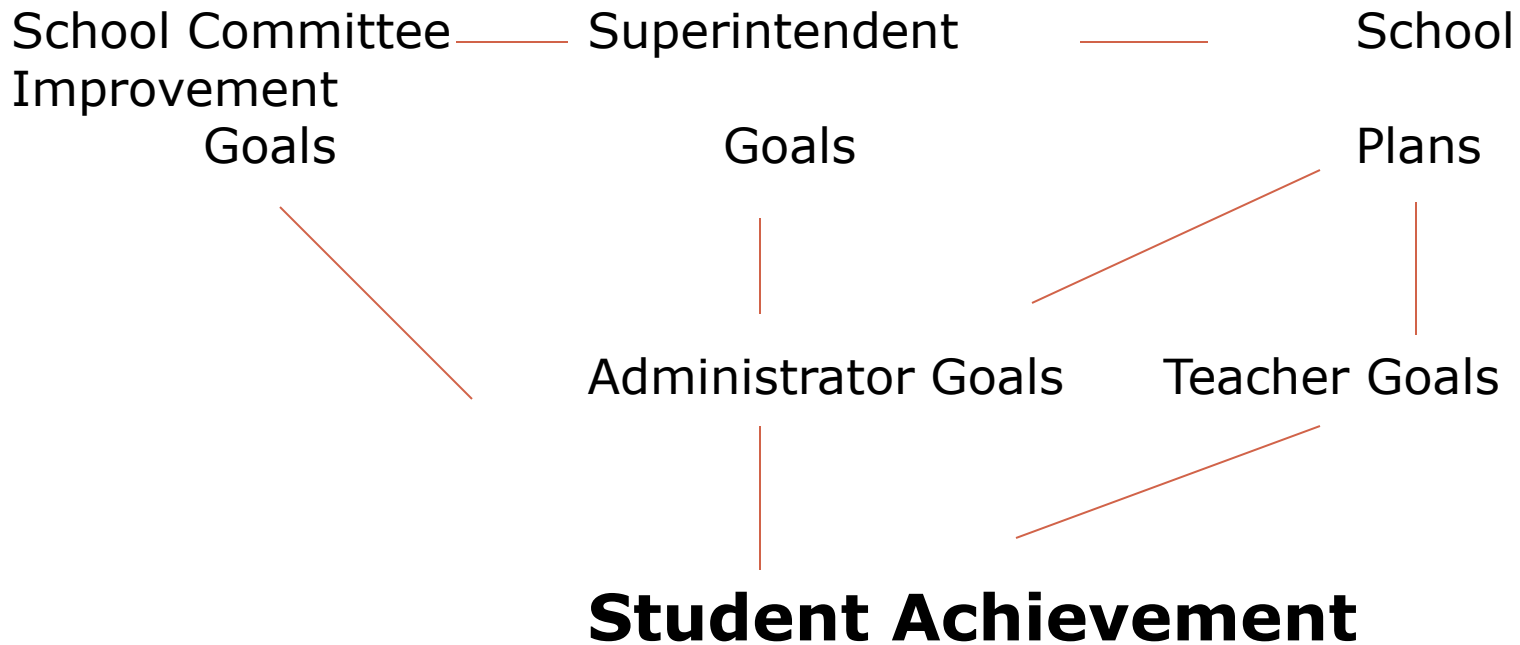 School Committee Superintendent School
Improvement
Goals Goals Plans
Administrator Goals Teacher Goals
Student Achievement